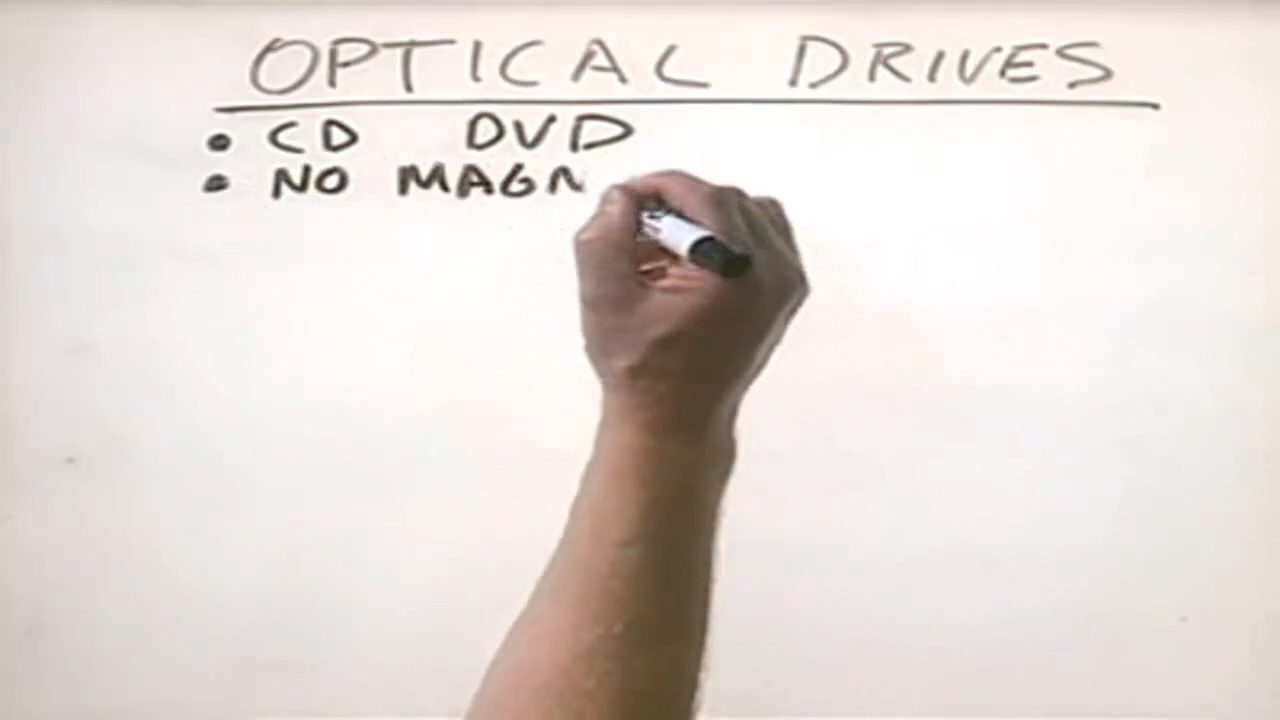 OPTICAL DRIVES
• CD DVD
• NO MAGN